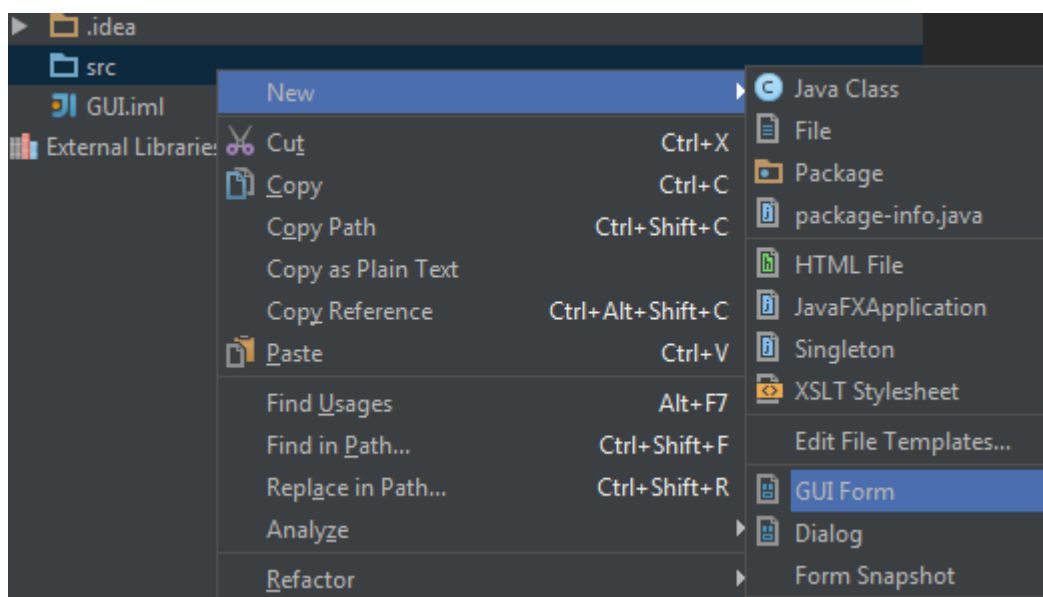 .idea
src
GUI.iml
External Libraries
New
Cut Ctrl+X
Copy Ctrl+C
Copy Path Ctrl+Shift+C
Copy as Plain Text
Copy Reference Ctrl+Alt+Shift+C
Paste Ctrl+V
Find Usages Alt+F7
Find in Path... Ctrl+Shift+F
Replace in Path... Ctrl+Shift+R
Analyze
Refactor
Java Class
File
Package
package-info.java
HTML File
JavaFXApplication
Singleton
XSLT Stylesheet
Edit File Templates...
GUI Form
Dialog
Form Snapshot